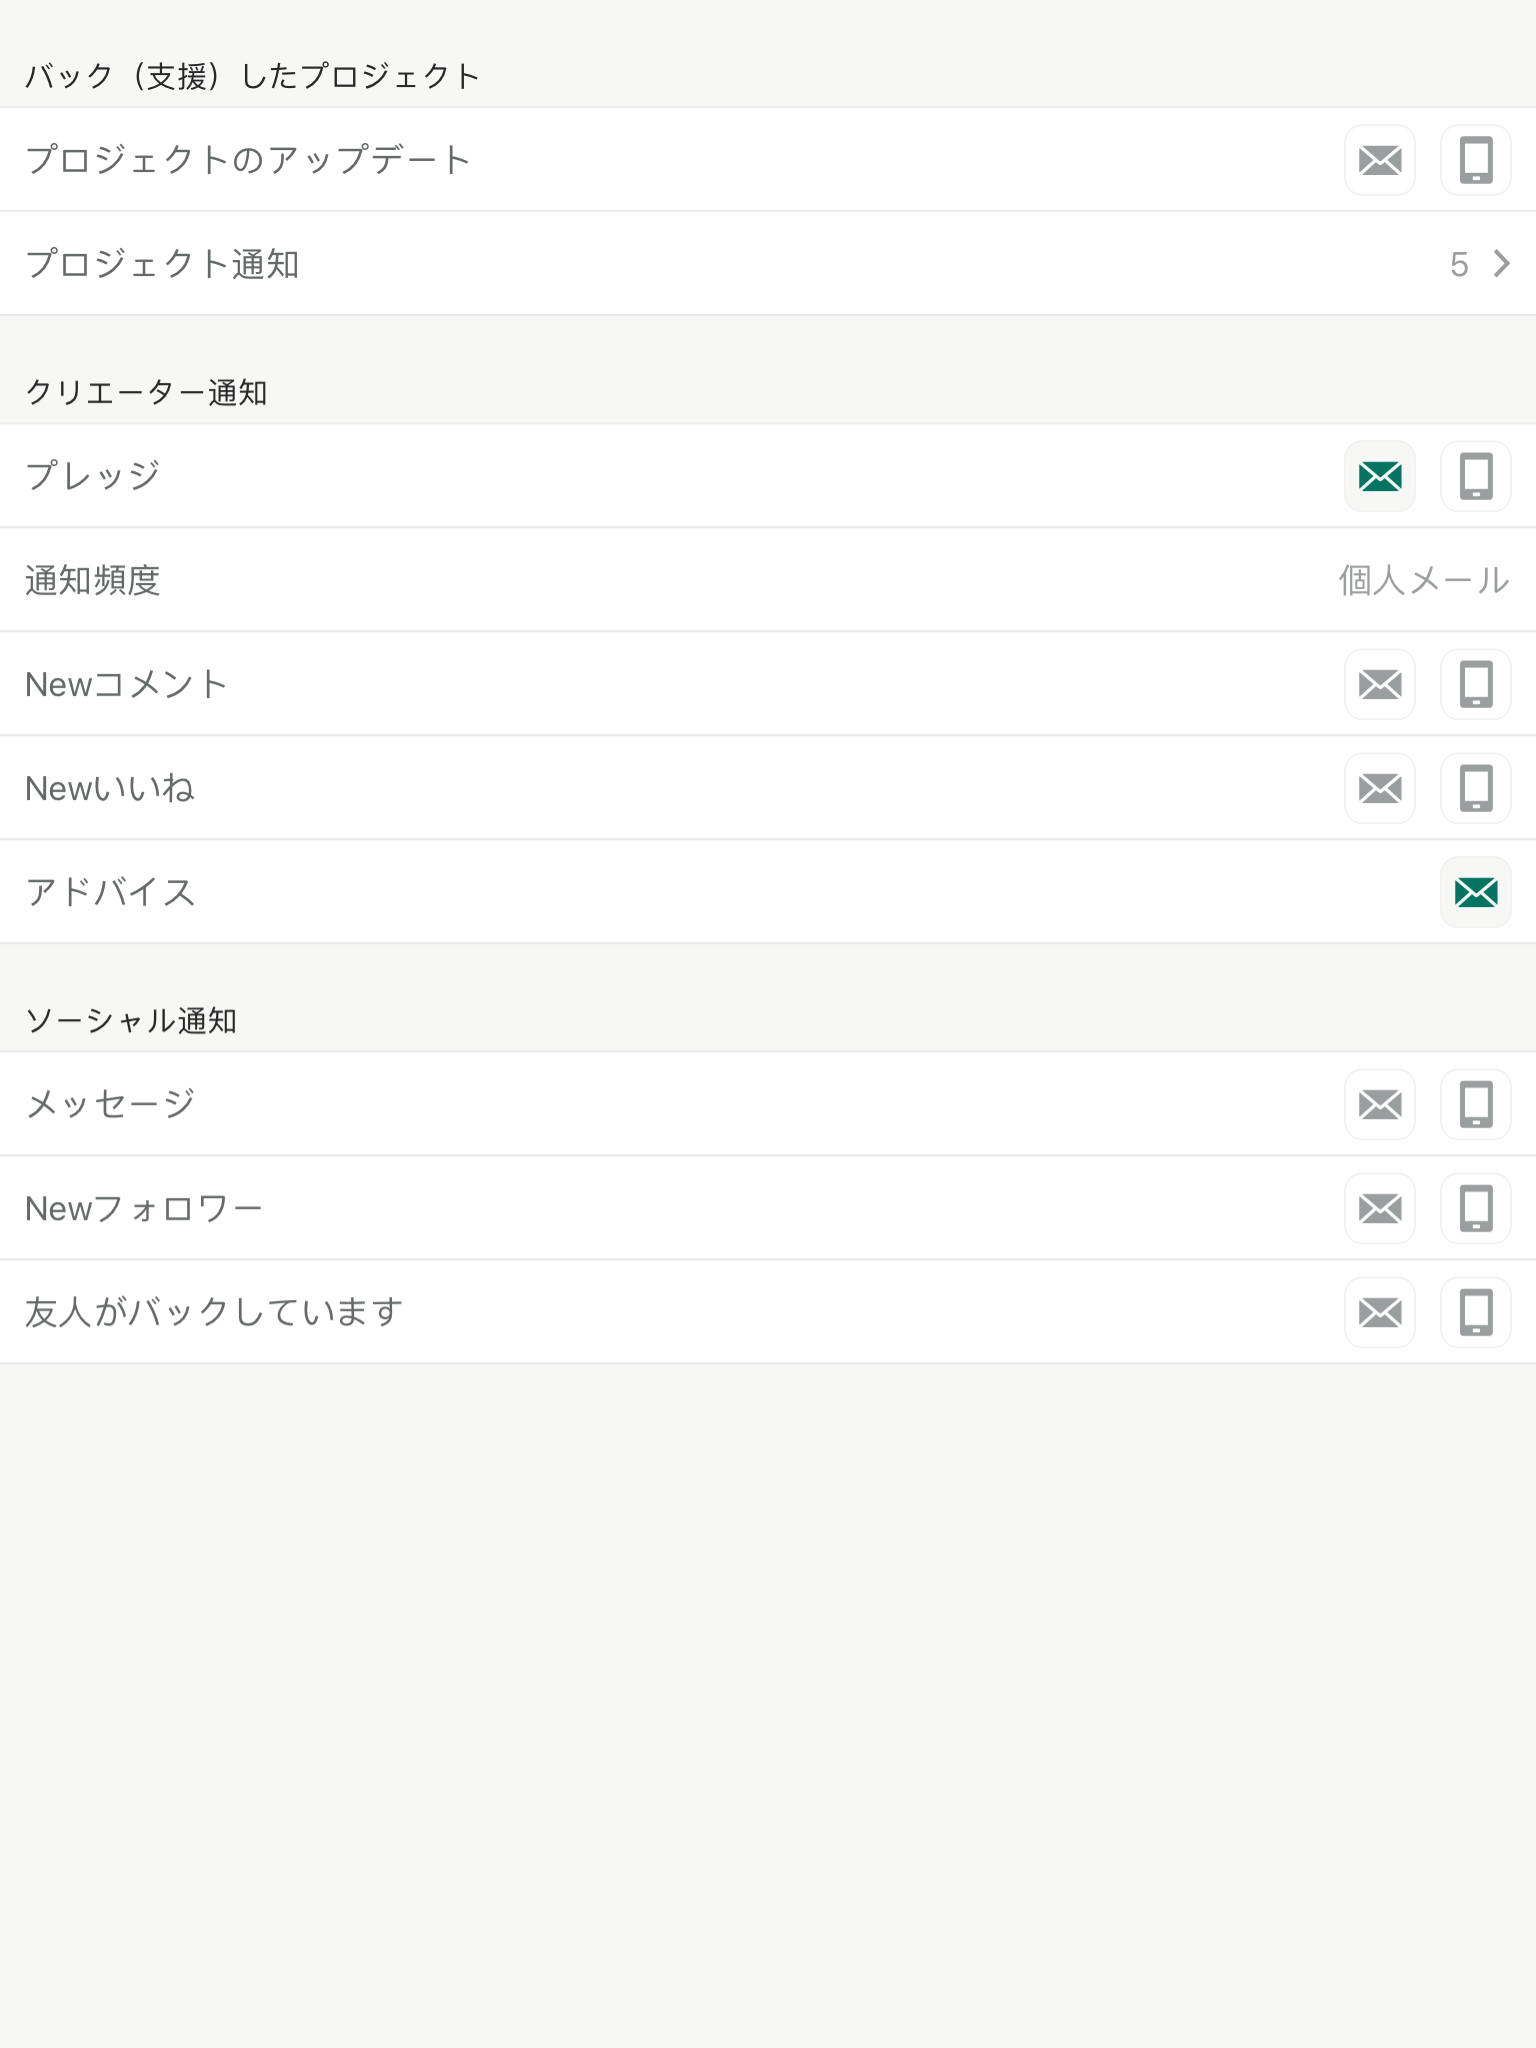 バック（支援）したプロジェクト
プロジェクトのアップデート
プロジェクト通知 5
クリエーター通知
プレッジ
通知頻度 個人メール
Newコメント
Newいいね
アドバイス
ソーシャル通知
メッセージ
Newフォロワー
友人がバックしています